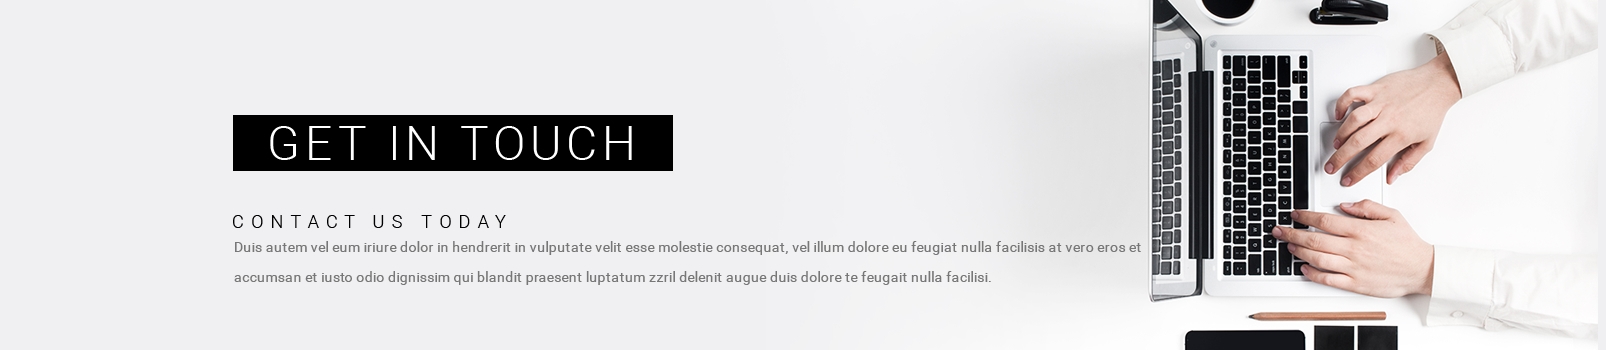 GET IN TOUCH
CONTACT US TODAY
Duis autem vel eum iriure dolor in hendrerit in vulputate velit esse molestie consequat, vel illum dolore eu feugiat nulla facilisis at vero eros et
accumsan et iusto odio dignissim qui blandit praesent luptatum zzril delenit augue duis dolore te feugait nulla facilisi.